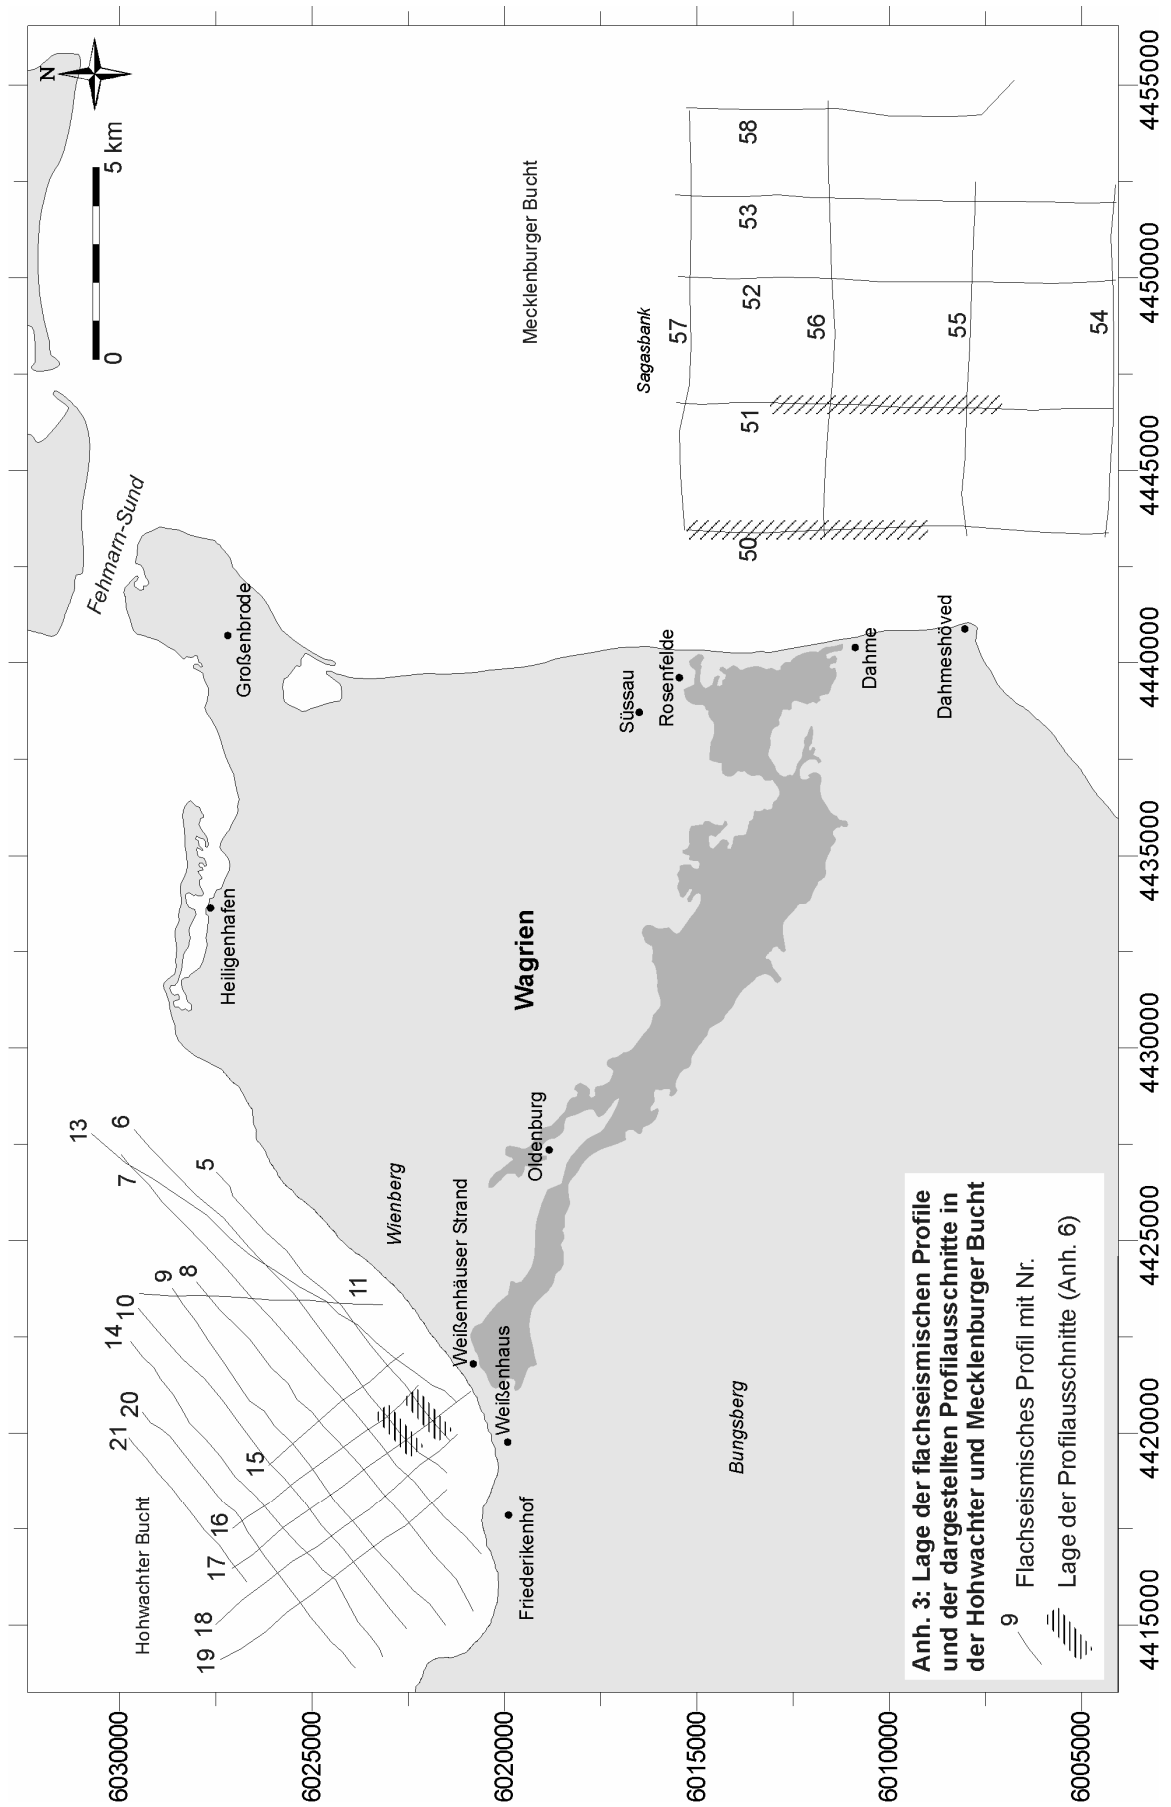 N
0
5 km
Fehmarn-Sund
Großenbrode
Heiligenhafen
Mecklenburger Bucht
Sagasbank
Hohwachter Bucht
Wagrien
Wienberg
Weißenhäuser Strand
Weißenhaus
Friederikenhof
Oldenburg
Süssau
Rosenfelde
Dahme
Dahmeshöved
Bungsberg
13
6
7
5
9
8
11
10
14
20
21
15
16
17
18
19
57
58
53
52
56
51
50
55
54
Anh. 3: Lage der flachseismischen Profile
und der dargestellten Profilausschnitte in
der Hohwachter und Mecklenburger Bucht
9
Flachseismisches Profil mit Nr.
Lage der Profilausschnitte (Anh. 6)
6030000
6025000
6020000
6015000
6010000
6005000
4415000
4420000
4425000
4430000
4435000
4440000
4445000
4450000
4455000